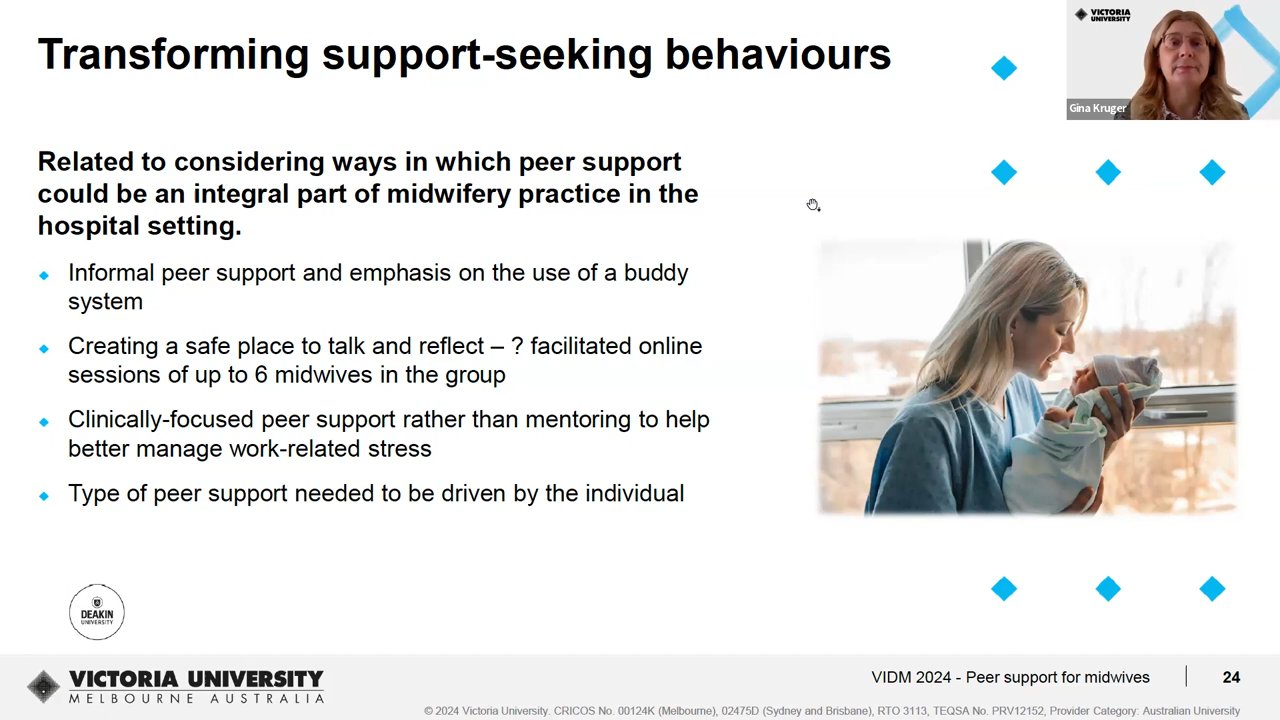 Transforming support-seeking behaviours
VICTORIA
UNIVERSITY
Gina Kruger
Related to considering ways in which peer support
could be an integral part of midwifery practice in the
hospital setting.
Informal peer support and emphasis on the use of a buddy
system
Creating a safe place to talk and reflect – ? facilitated online
sessions of up to 6 midwives in the group
Clinically-focused peer support rather than mentoring to help
better manage work-related stress
Type of peer support needed to be driven by the individual
DEAKIN
UNIVERSITY
VICTORIA UNIVERSITY
MELBOURNE AUSTRALIA
VIDM 2024 - Peer support for midwives
24
© 2024 Victoria University. CRICOS No. 00124K (Melbourne), 02475D (Sydney and Brisbane), RTO 3113, TEQSA No. PRV12152, Provider Category: Australian University